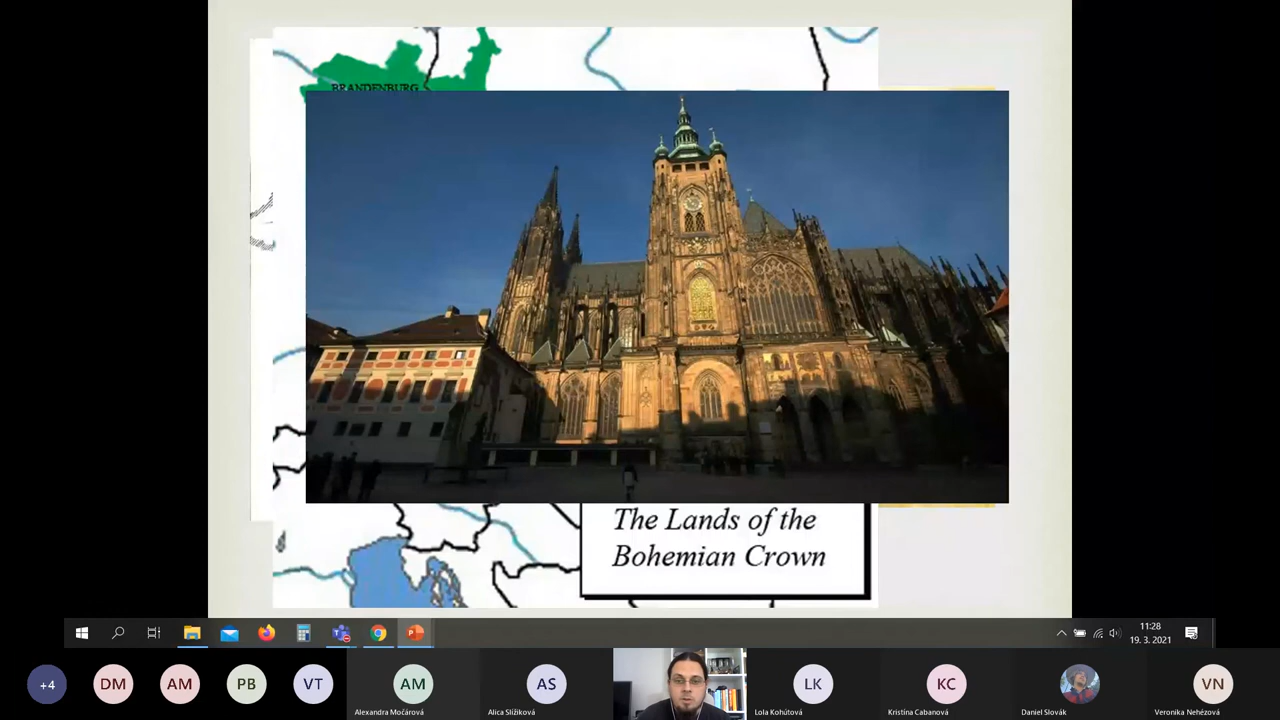 BRANDENBURG
The Lands of the
Bohemian Crown
11:28
19. 3. 2021
+4
DM
AM
PB
VT
AM
AS
LK
KC
VN
Alexandra Močárová
Alica Slížiková
Lola Kohútová
Kristína Cabanová
Daniel Slovák
Veronika Nehézová